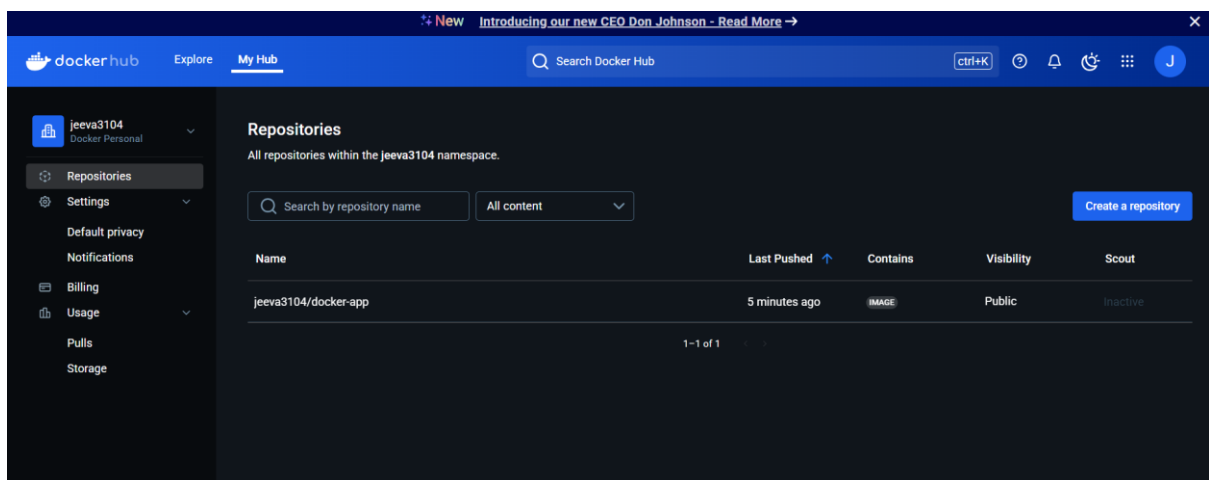 New Introducing our new CEO Don Johnson - Read More →
dockerhub Explore My Hub Search Docker Hub ctrl+K J
jeeva3104
Docker Personal
Repositories
Settings
Default privacy
Notifications
Billing
Usage
Pulls
Storage
Repositories
All repositories within the jeeva3104 namespace.
Search by repository name All content Create a repository
Name Last Pushed ↑ Contains Visibility Scout
jeeva3104/docker-app 5 minutes ago IMAGE Public Inactive
1–1 of 1